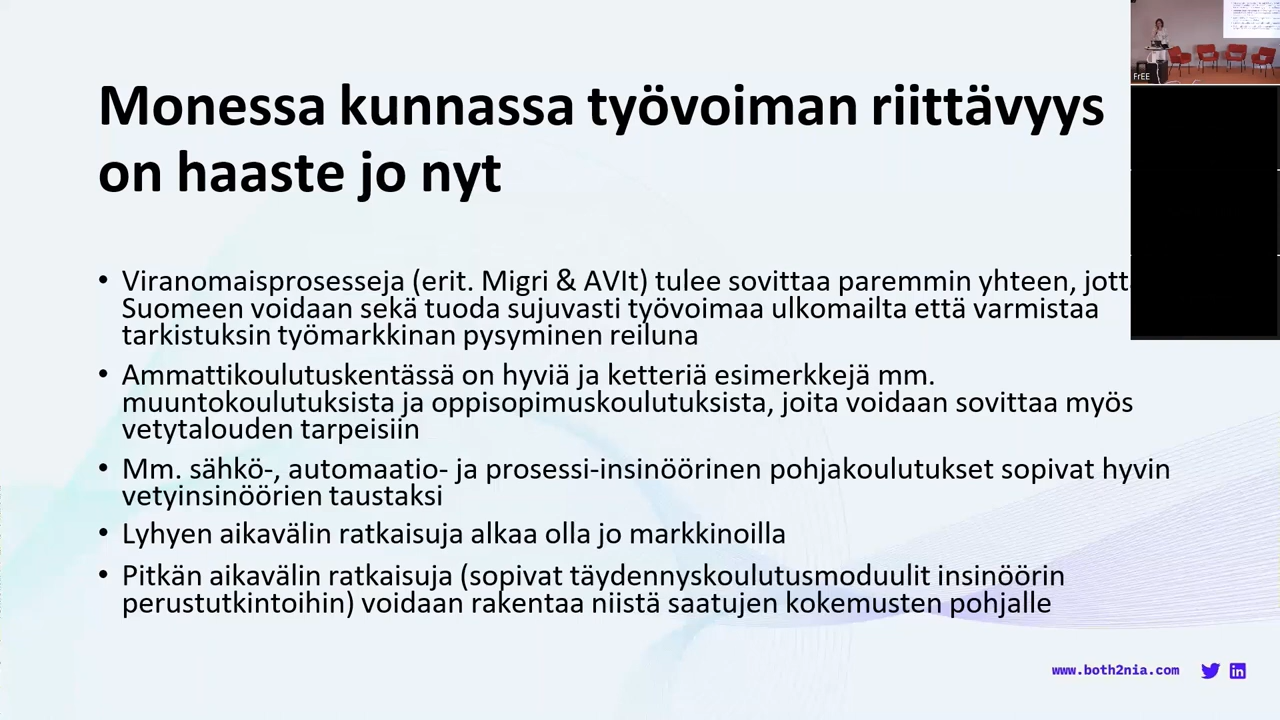 Monessa kunnassa työvoiman riittävyys
on haaste jo nyt
FrEE
• Viranomaisprosesseja (erit. Migri & AVIt) tulee sovittaa paremmin yhteen,
Suomeen voidaan sekä tuoda sujuvasti työvoimaa ulkomailta että varmistaa
tarkistuksin työmarkkinan pysyminen reiluna
• Ammattikoulutuskentässä on hyviä ja ketteriä esimerkkejä mm.
muuntokoulutuksista ja oppisopimuskoulutuksista, joita voidaan sovittaa myös
vetytalouden tarpeisiin
• Mm. sähkö-, automaatio- ja prosessi-insinöörinen pohjakoulutukset sopivat hyvin
vetyinsinöörien taustaksi
• Lyhyen aikavälin ratkaisuja alkaa olla jo markkinoilla
• Pitkän aikavälin ratkaisuja (sopivat täydennyskoulutusmoduulit insinöörin
perustutkintoihin) voidaan rakentaa niistä saatujen kokemusten pohjalle
www.both2nia.com